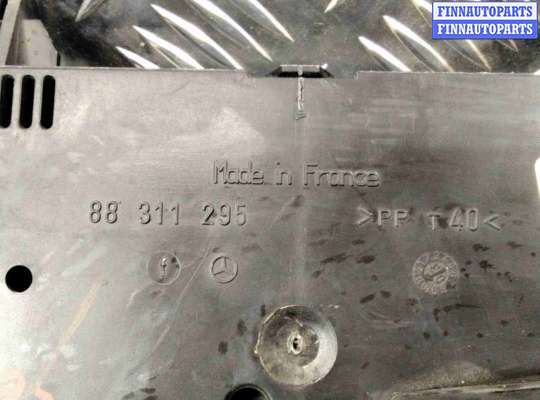 FINNAUTOPARTS
FINNAUTOPARTS
Made in France
88 311 295
>PP T40<